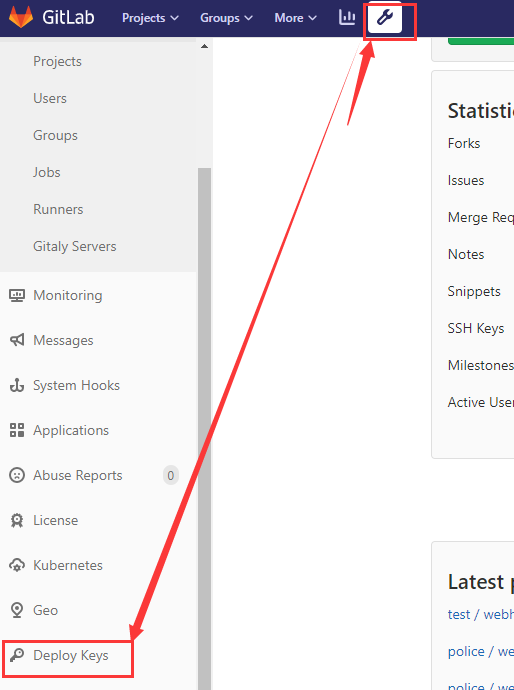 GitLab Projects Groups More
Projects
Users
Groups
Jobs
Runners
Gitaly Servers
Monitoring
Messages
System Hooks
Applications
Abuse Reports 0
License
Kubernetes
Geo
Deploy Keys
Statisti
Forks
Issues
Merge Req
Notes
Snippets
SSH Keys
Milestones
Active User
Latest p
test / webh
police / we
police / we